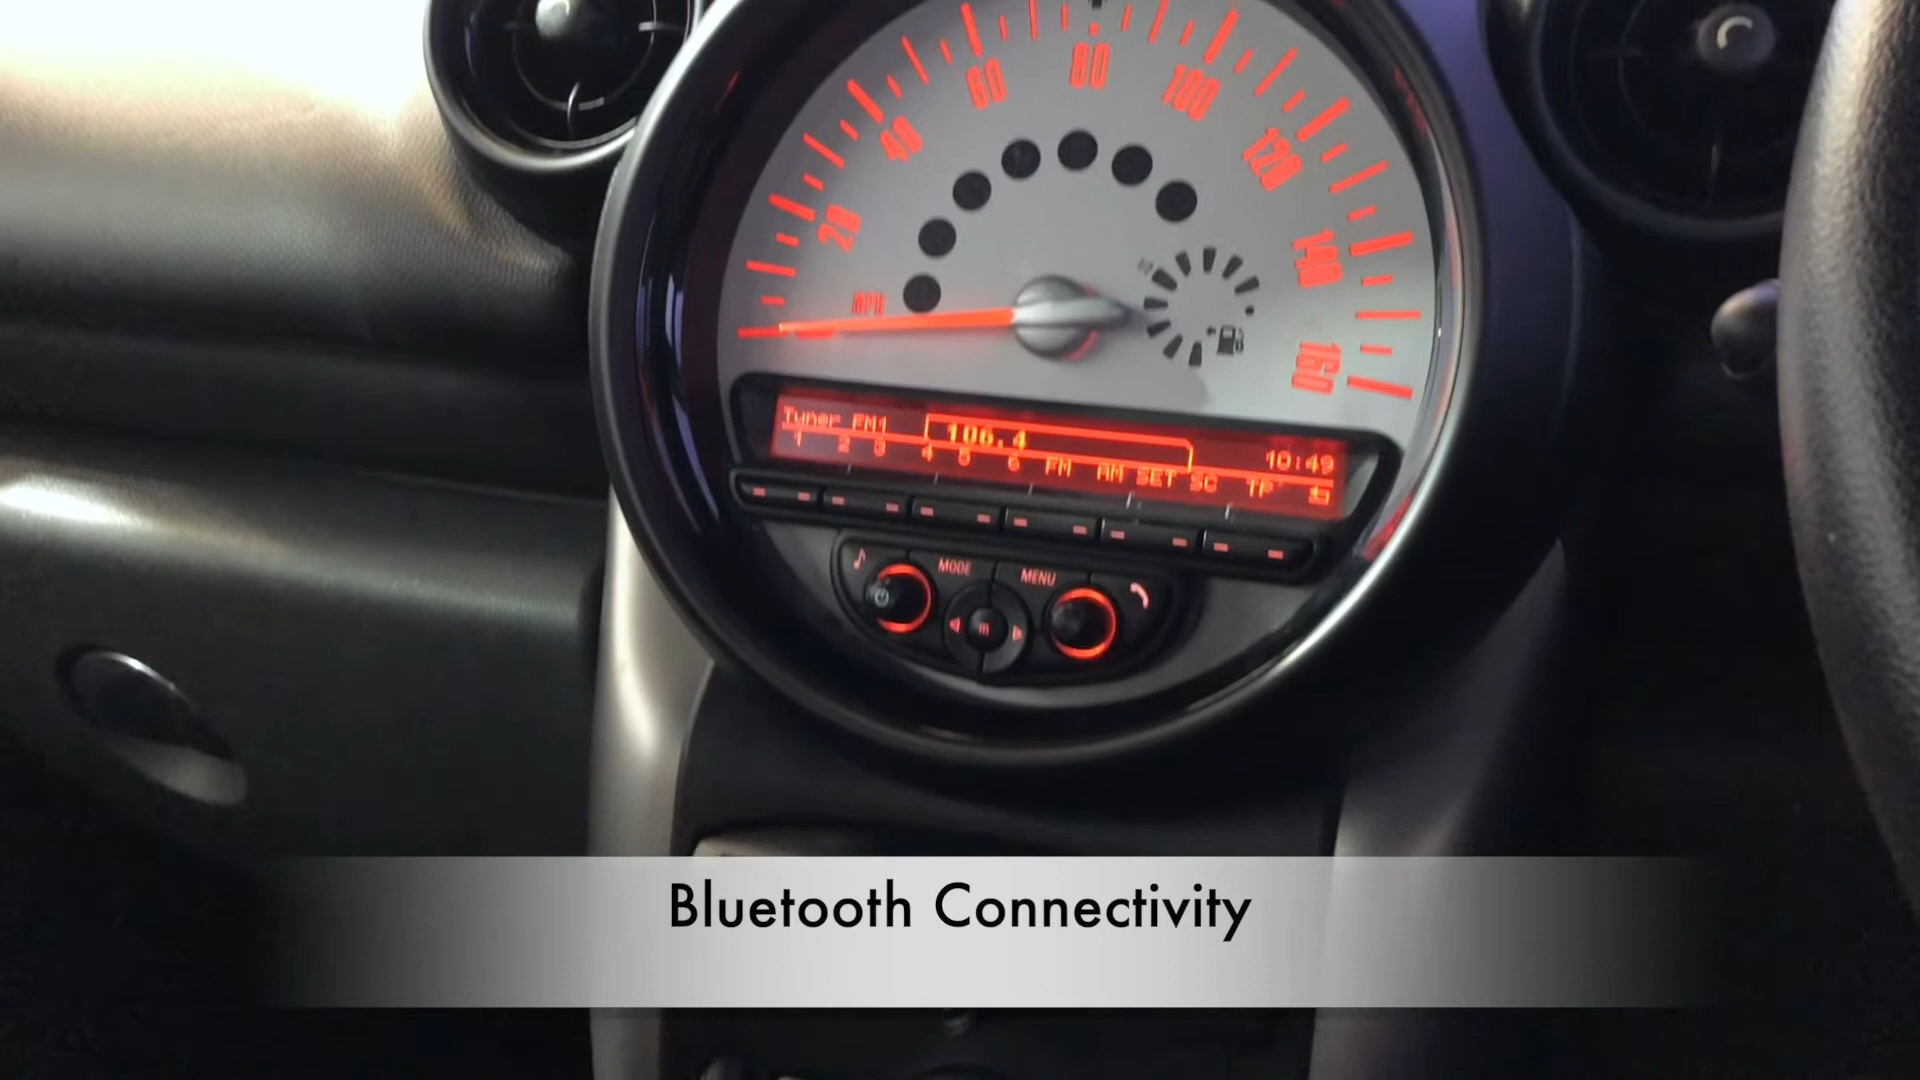 20
40
60
80
100
120
140
160
MPH
Tuner FM1 106.4 10:49
1 2 3 4 5 6 FM AM SET SC TP
MODE MENU
Bluetooth Connectivity